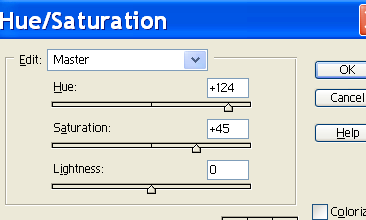 Hue/Saturation
Edit: Master
OK
Hue: +124
Cancel
Saturation: +45
Help
Lightness: 0
Coloriz